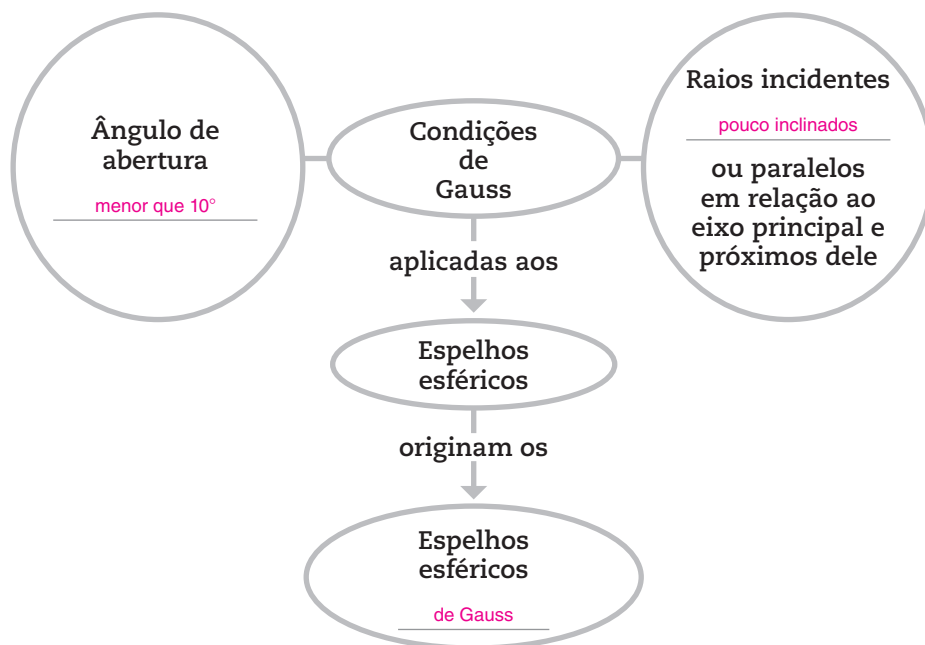 Ângulo de
abertura
menor que 10°
Condições
de
Gauss
Raios incidentes
pouco inclinados
ou paralelos
em relação ao
eixo principal e
próximos dele
aplicadas aos
Espelhos
esféricos
originam os
Espelhos
esféricos
de Gauss